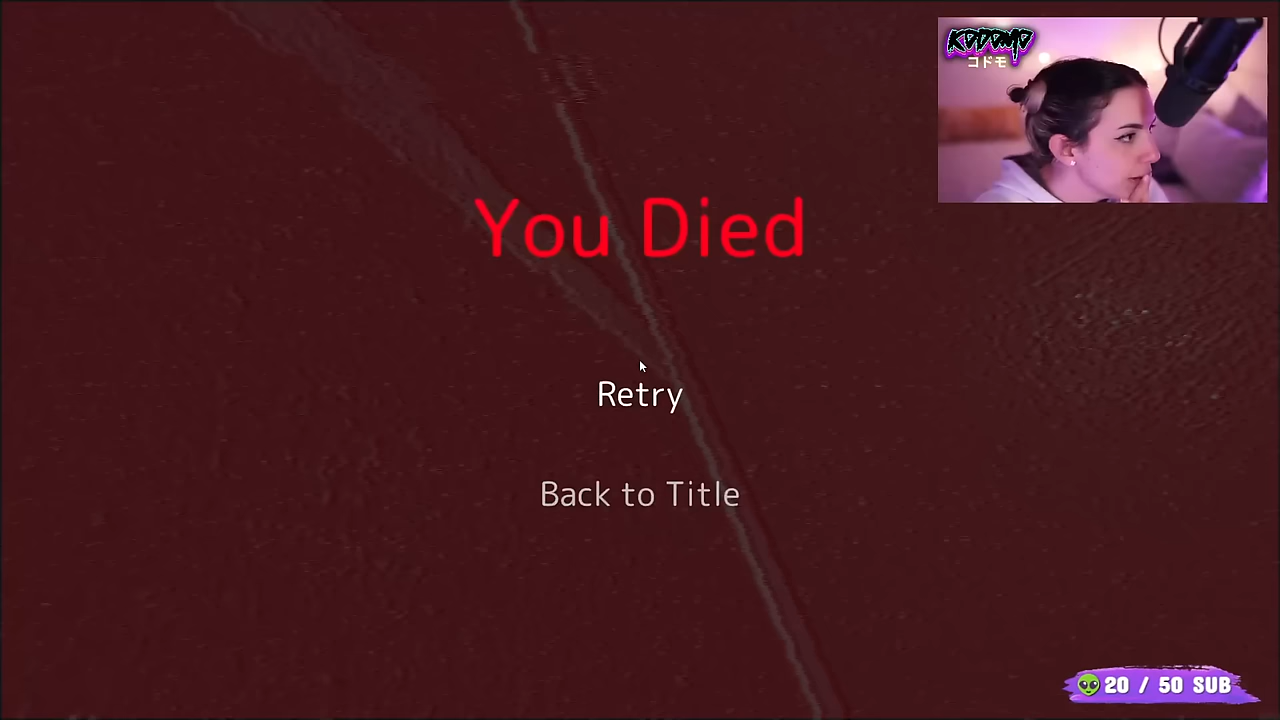 KODOMO
コドモ
You Died
Retry
Back to Title
20 / 50 SUB